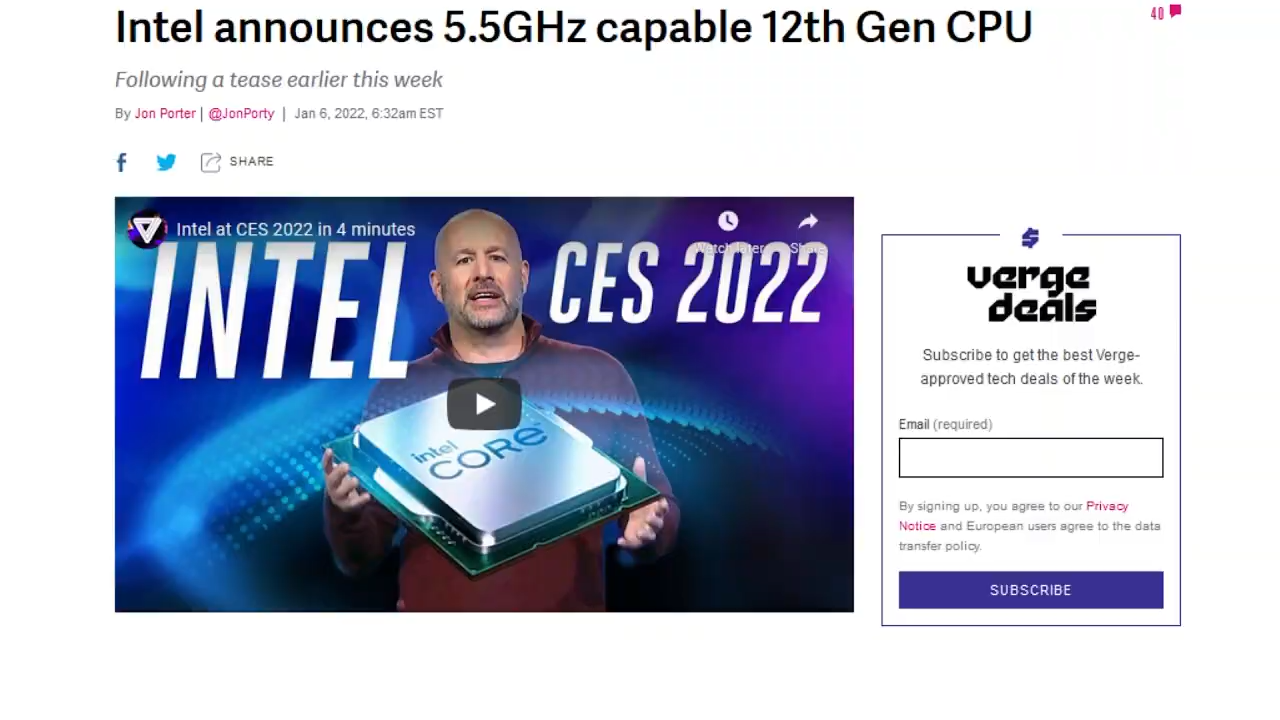 Intel announces 5.5GHz capable 12th Gen CPU
40
Following a tease earlier this week
By Jon Porter | @JonPorty | Jan 6, 2022, 6:32am EST
SHARE
Intel at CES 2022 in 4 minutes
Watch later
Share
INTEL
CES 2022
intel
CORE
verge
deals
Subscribe to get the best Verge-
approved tech deals of the week.
Email (required)
By signing up, you agree to our Privacy
Notice and European users agree to the data
transfer policy.
SUBSCRIBE